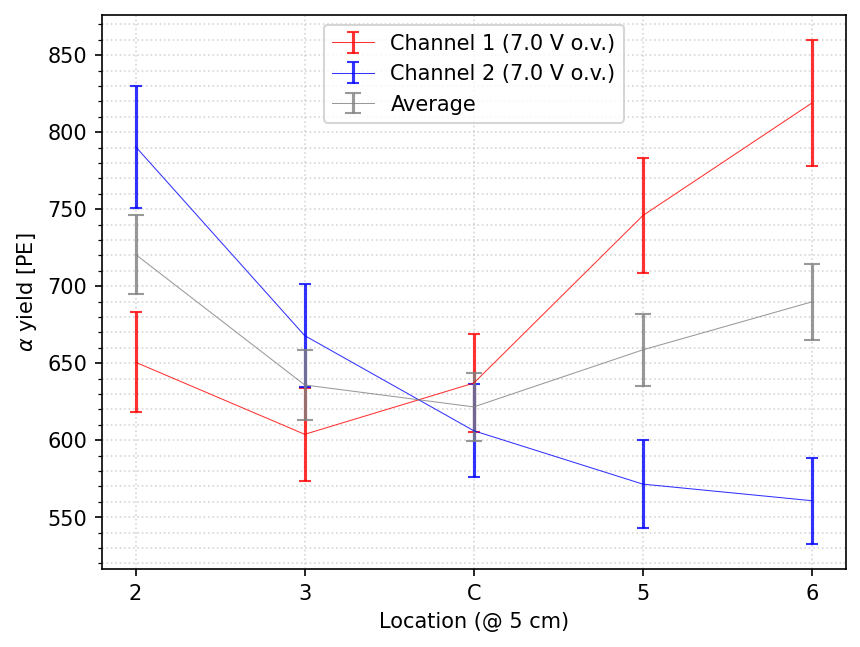 Channel 1 (7.0 V o.v.)
Channel 2 (7.0 V o.v.)
Average
α yield [PE]
850
800
750
700
650
600
550
2 3 C 5 6
Location (@ 5 cm)